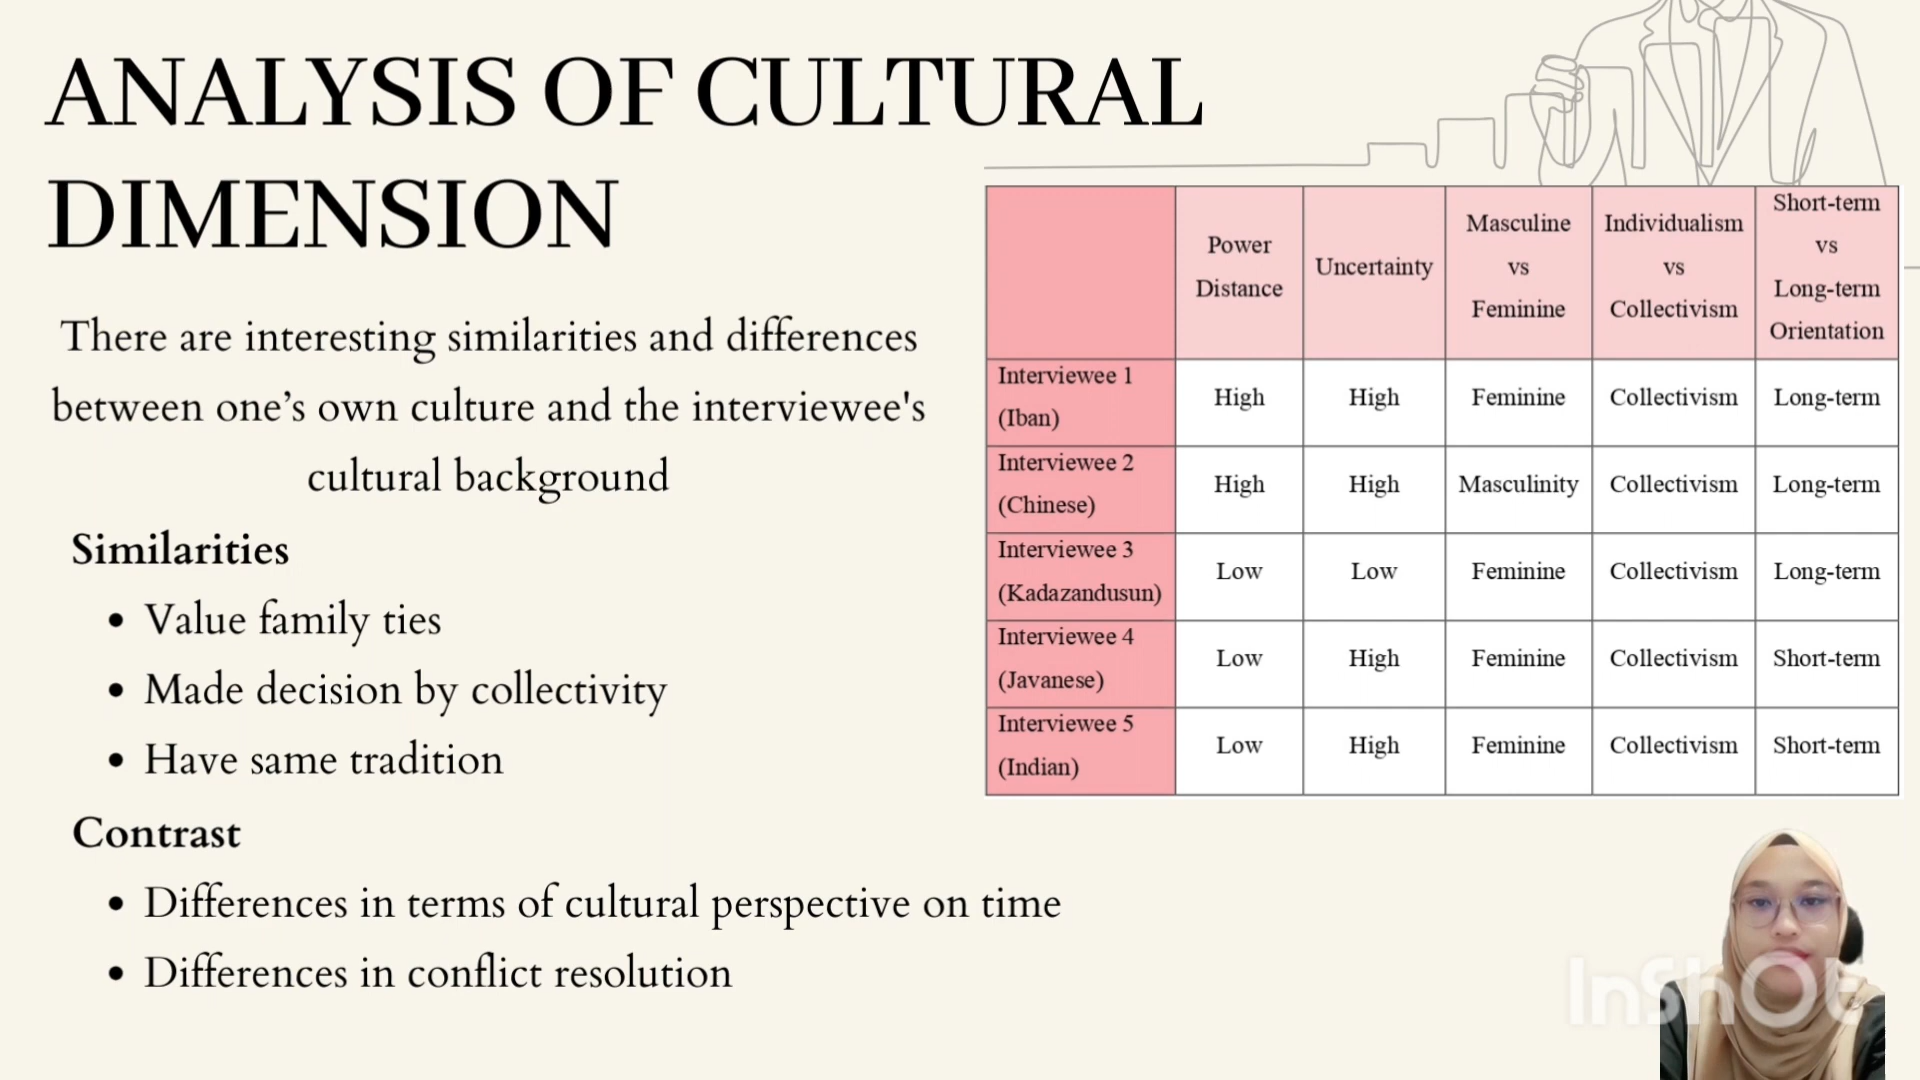 ANALYSIS OF CULTURAL
DIMENSION
There are interesting similarities and differences
between one’s own culture and the interviewee's
cultural background
Similarities
• Value family ties
• Made decision by collectivity
• Have same tradition
Contrast
• Differences in terms of cultural perspective on time
• Differences in conflict resolution
Power
Distance
Uncertainty
Masculine
vs
Feminine
Individualism
vs
Collectivism
Short-term
vs
Long-term
Orientation
Interviewee 1
(Iban)
High
High
Feminine
Collectivism
Long-term
Interviewee 2
(Chinese)
High
High
Masculinity
Collectivism
Long-term
Interviewee 3
(Kadazandusun)
Low
Low
Feminine
Collectivism
Long-term
Interviewee 4
(Javanese)
Low
High
Feminine
Collectivism
Short-term
Interviewee 5
(Indian)
Low
High
Feminine
Collectivism
Short-term
InShOt